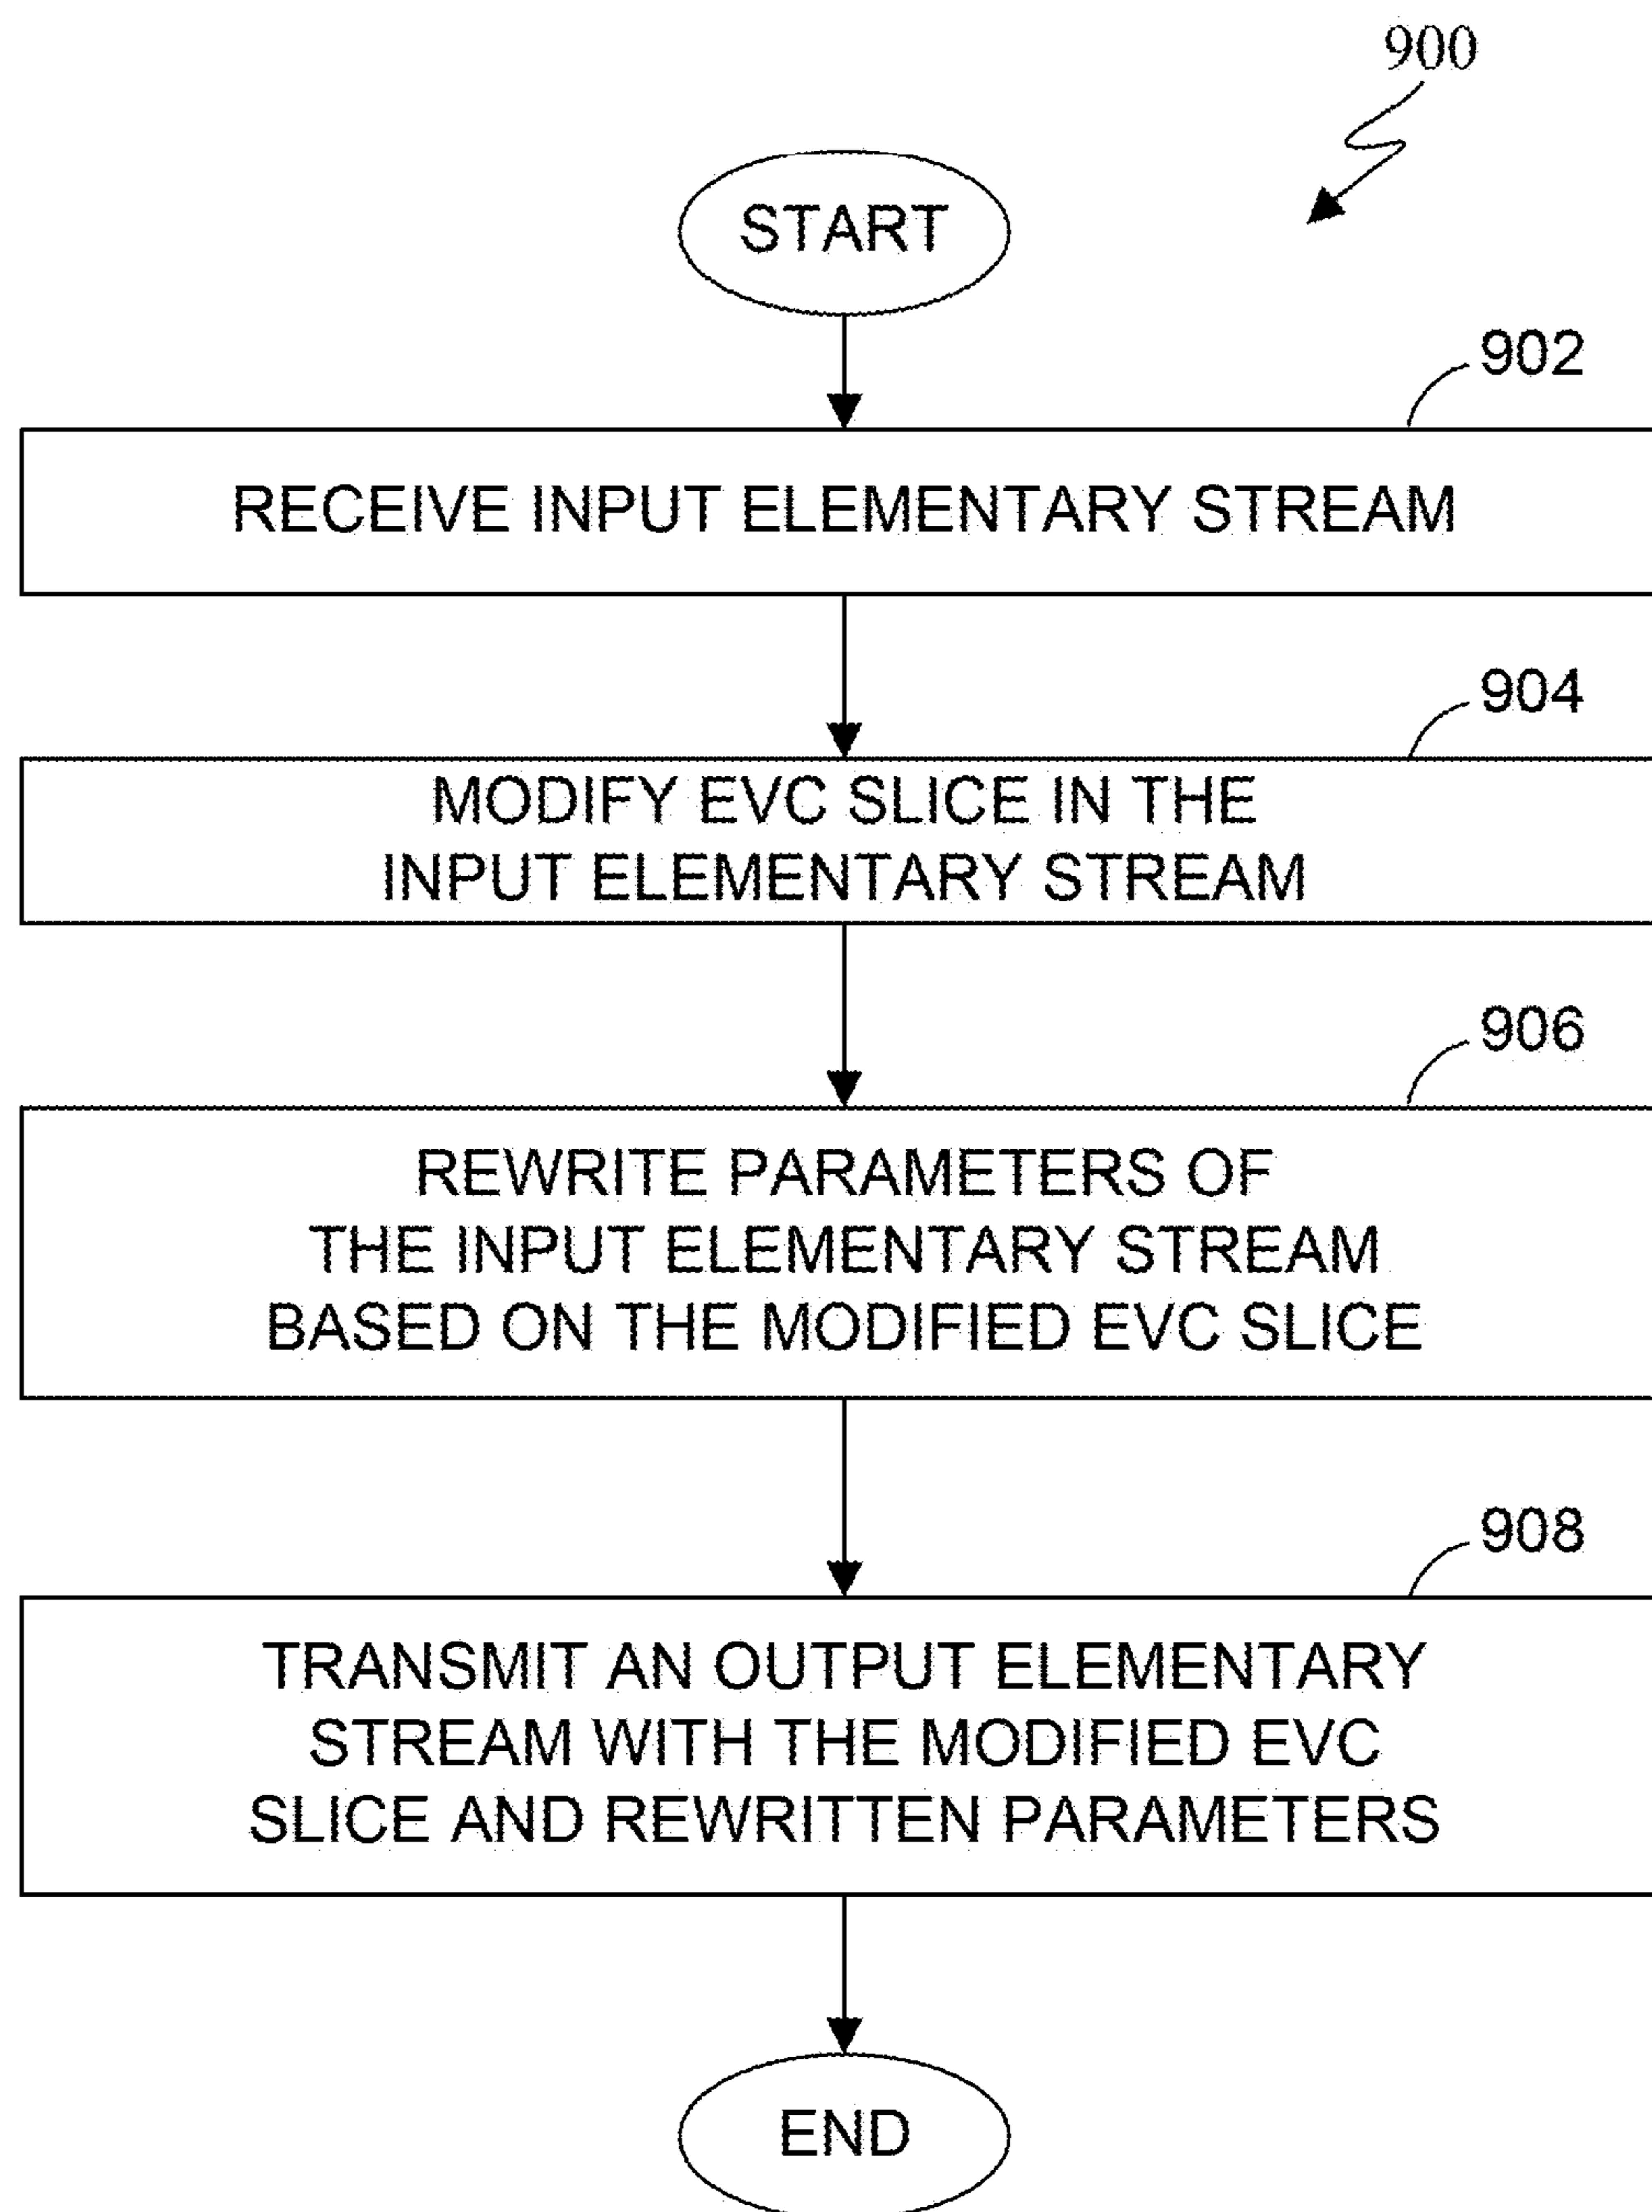 900
START
902
RECEIVE INPUT ELEMENTARY STREAM
904
MODIFY EVC SLICE IN THE
INPUT ELEMENTARY STREAM
906
REWRITE PARAMETERS OF
THE INPUT ELEMENTARY STREAM
BASED ON THE MODIFIED EVC SLICE
908
TRANSMIT AN OUTPUT ELEMENTARY
STREAM WITH THE MODIFIED EVC
SLICE AND REWRITTEN PARAMETERS
END